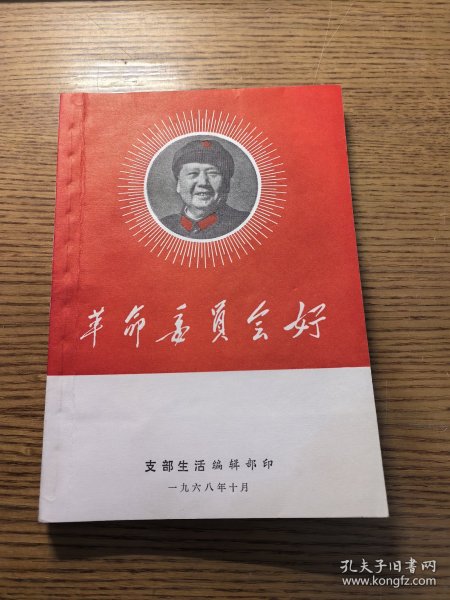 革命委员会好
支部生活编辑部印
一九六八年十月
孔夫子旧书网
www.kongfz.com